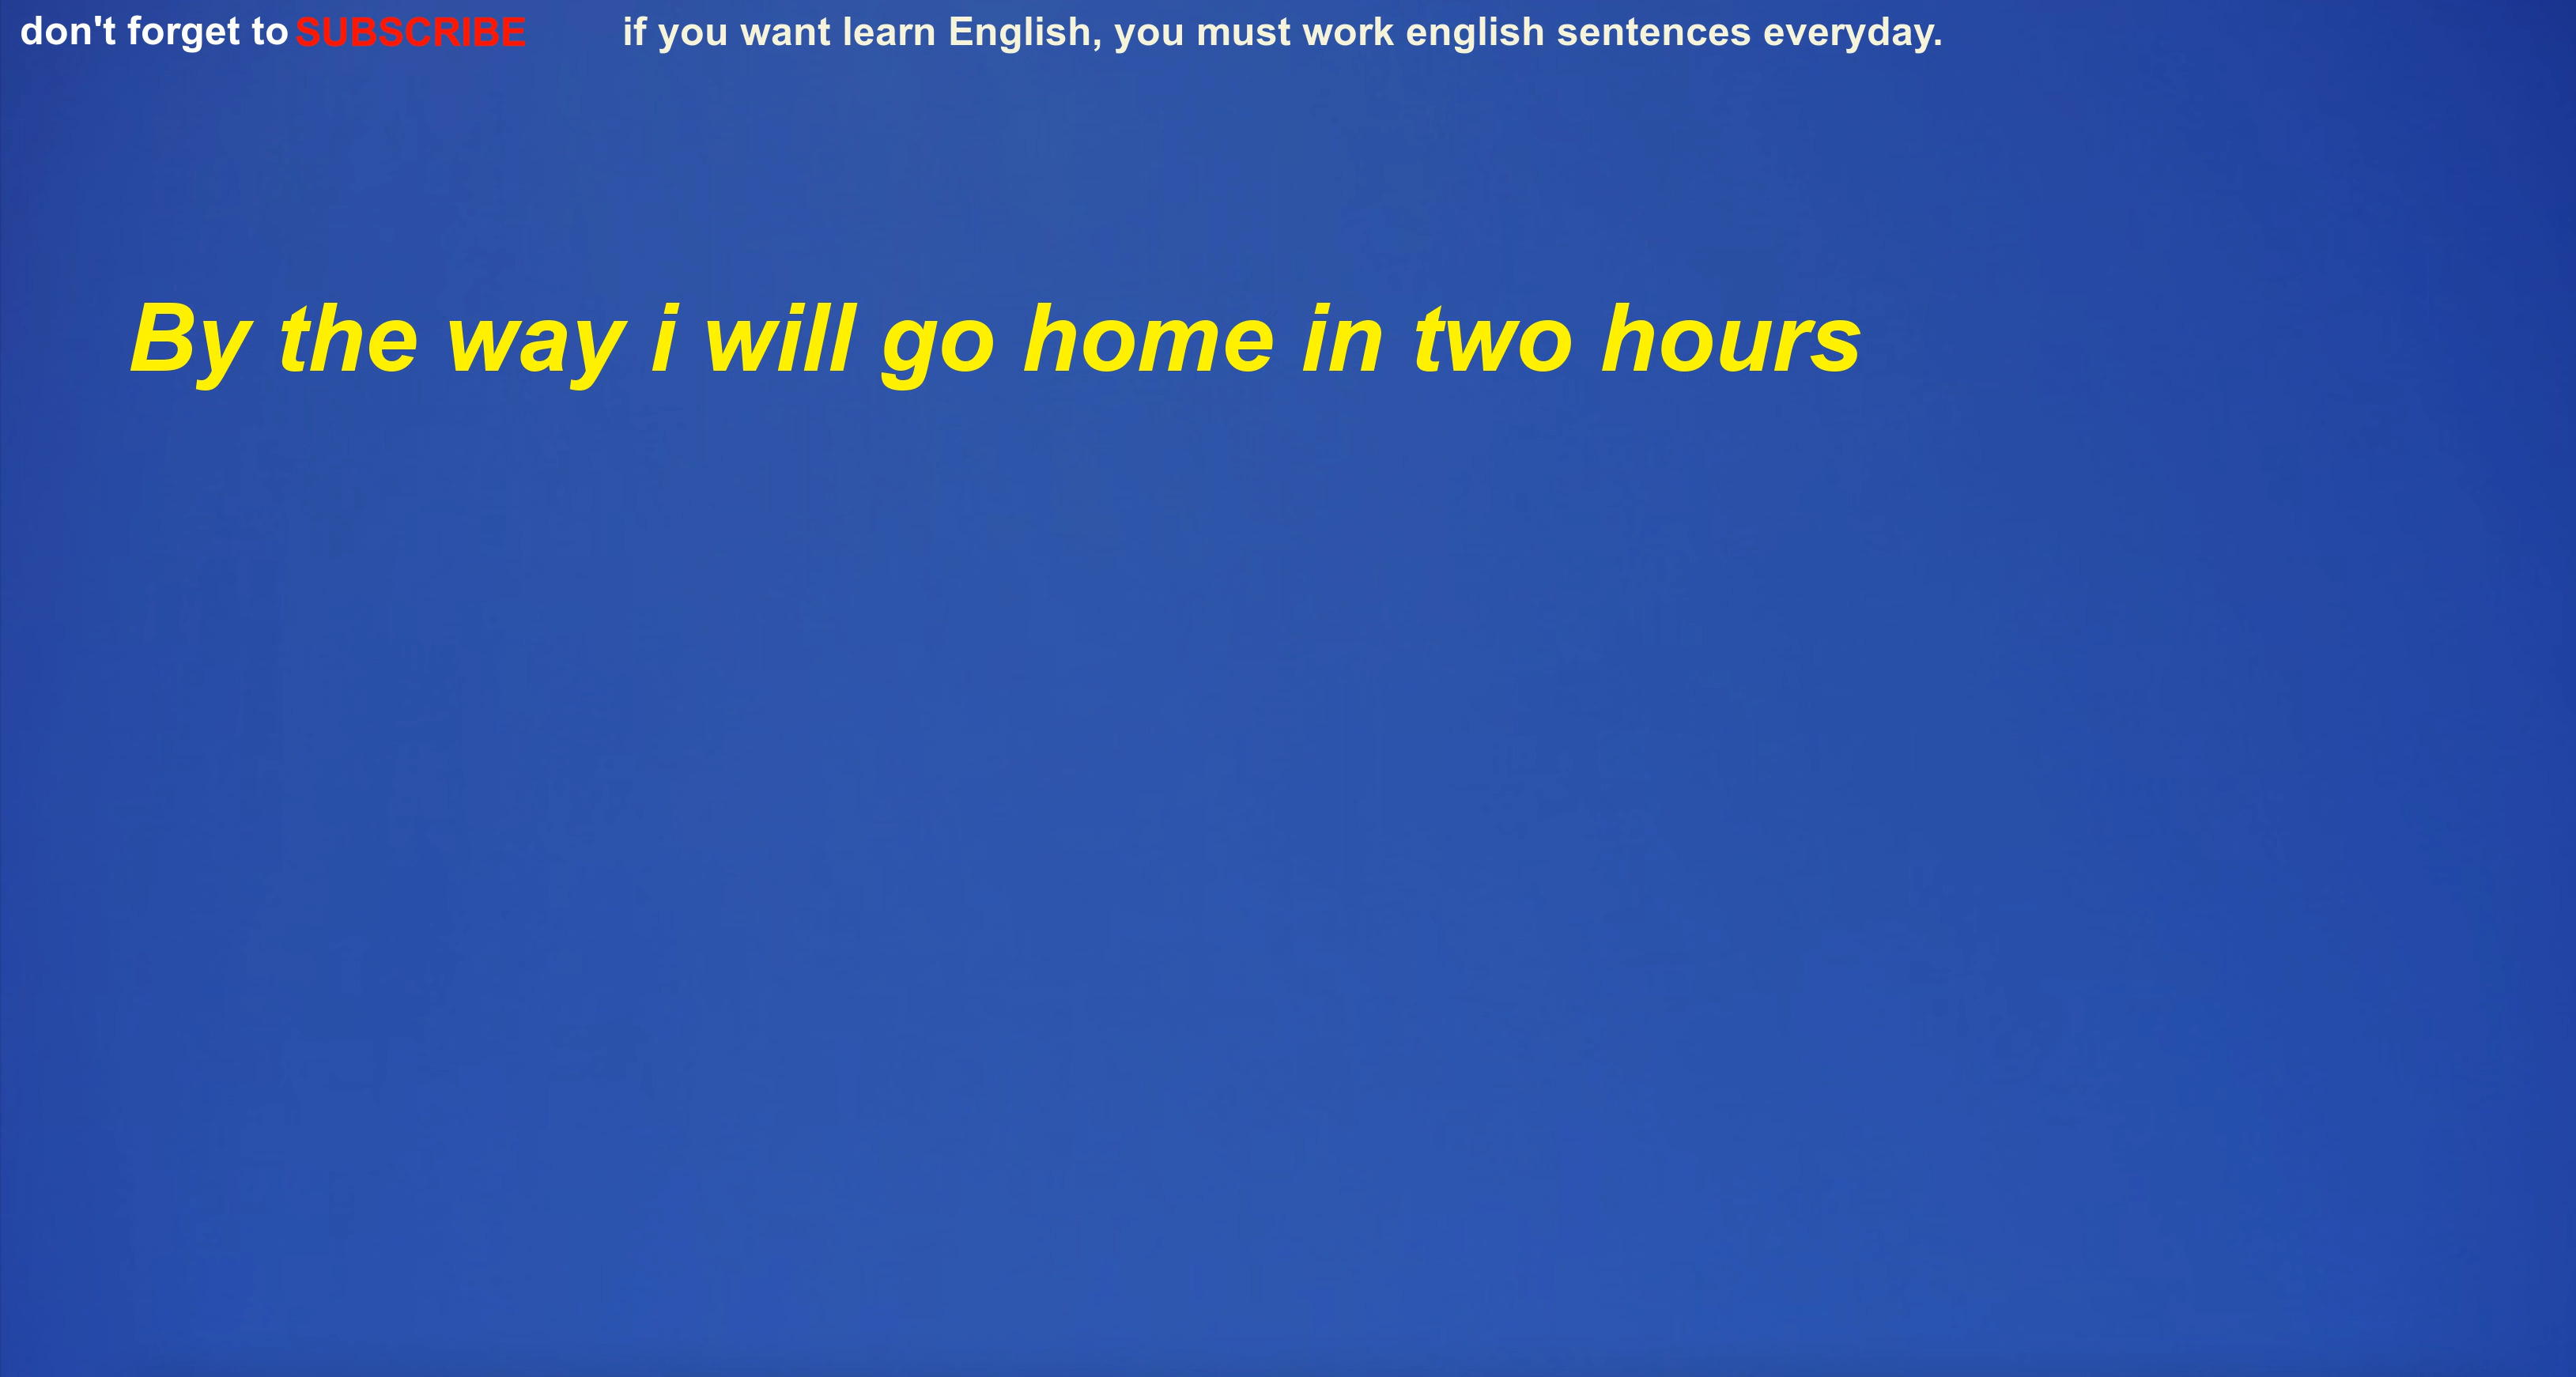 don't forget to SUBSCRIBE if you want learn English, you must work english sentences everyday.
By the way i will go home in two hours